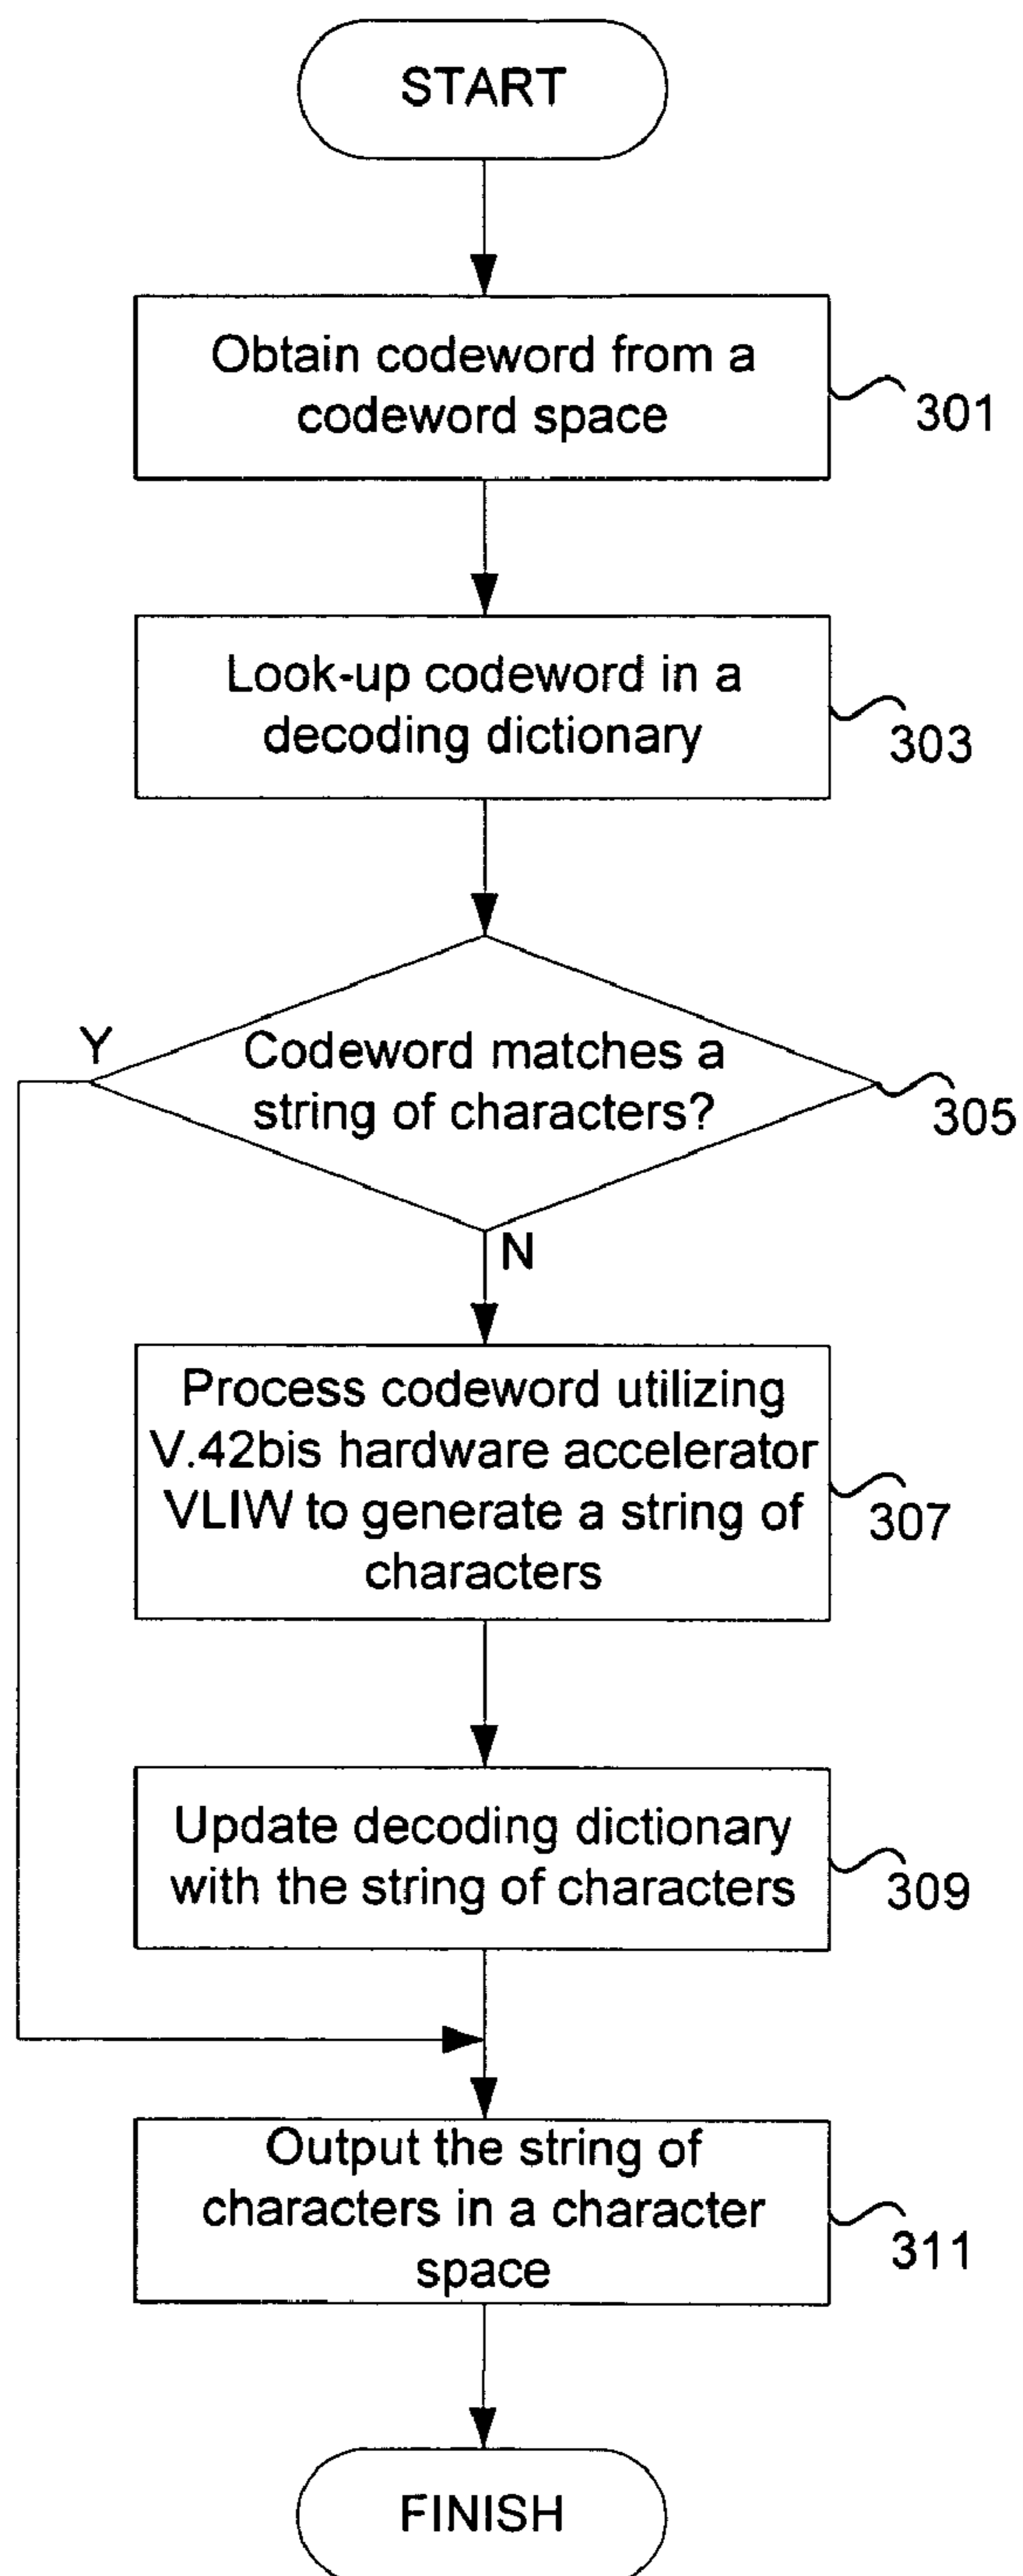 START
Obtain codeword from a
codeword space
301
Look-up codeword in a
decoding dictionary
303
Y
Codeword matches a
string of characters?
305
N
Process codeword utilizing
V.42bis hardware accelerator
VLIW to generate a string of
characters
307
Update decoding dictionary
with the string of characters
309
Output the string of
characters in a character
space
311
FINISH